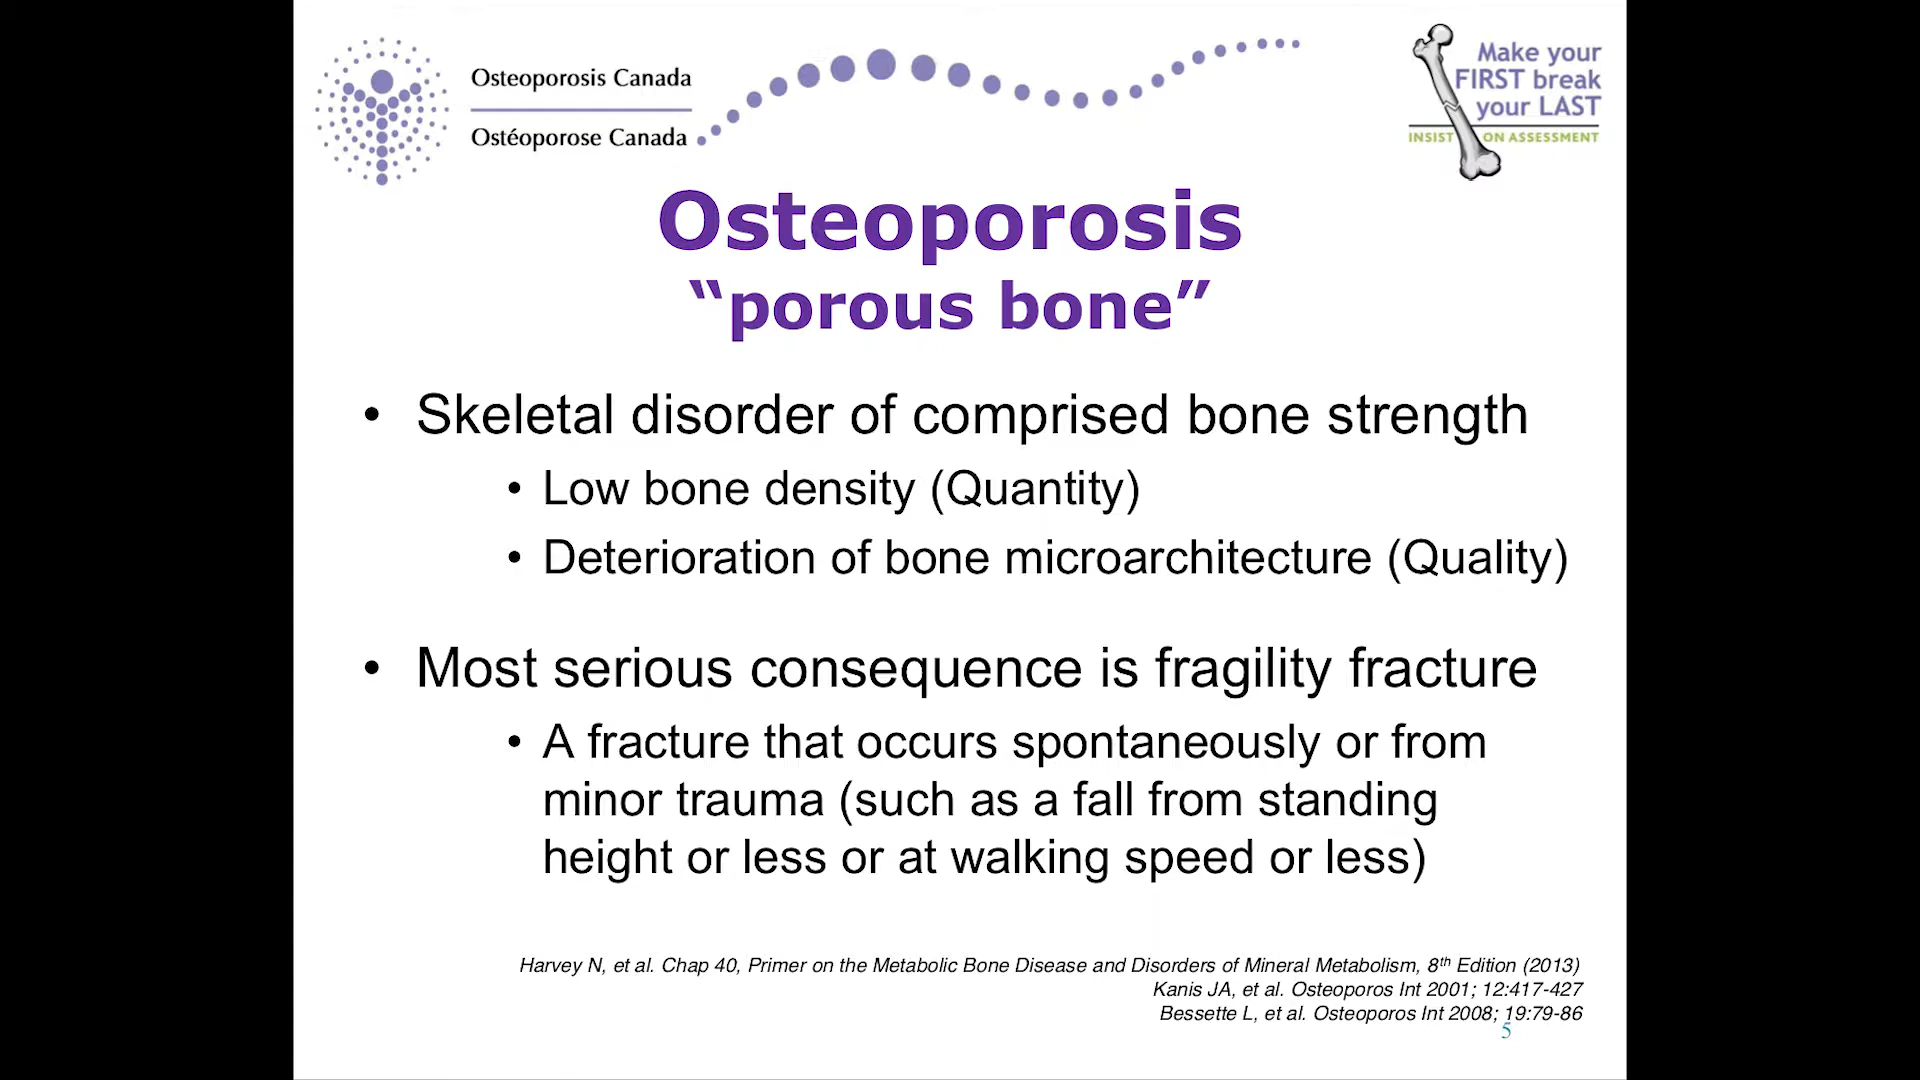 Osteoporosis Canada
Ostéoporose Canada
Make your
FIRST break
your LAST
INSIST ON ASSESSMENT
Osteoporosis
“porous bone”
• Skeletal disorder of comprised bone strength
• Low bone density (Quantity)
• Deterioration of bone microarchitecture (Quality)
• Most serious consequence is fragility fracture
• A fracture that occurs spontaneously or from
minor trauma (such as a fall from standing
height or less or at walking speed or less)
Harvey N, et al. Chap 40, Primer on the Metabolic Bone Disease and Disorders of Mineral Metabolism, 8th Edition (2013)
Kanis JA, et al. Osteoporos Int 2001; 12:417-427
Bessette L, et al. Osteoporos Int 2008; 19:79-86
5